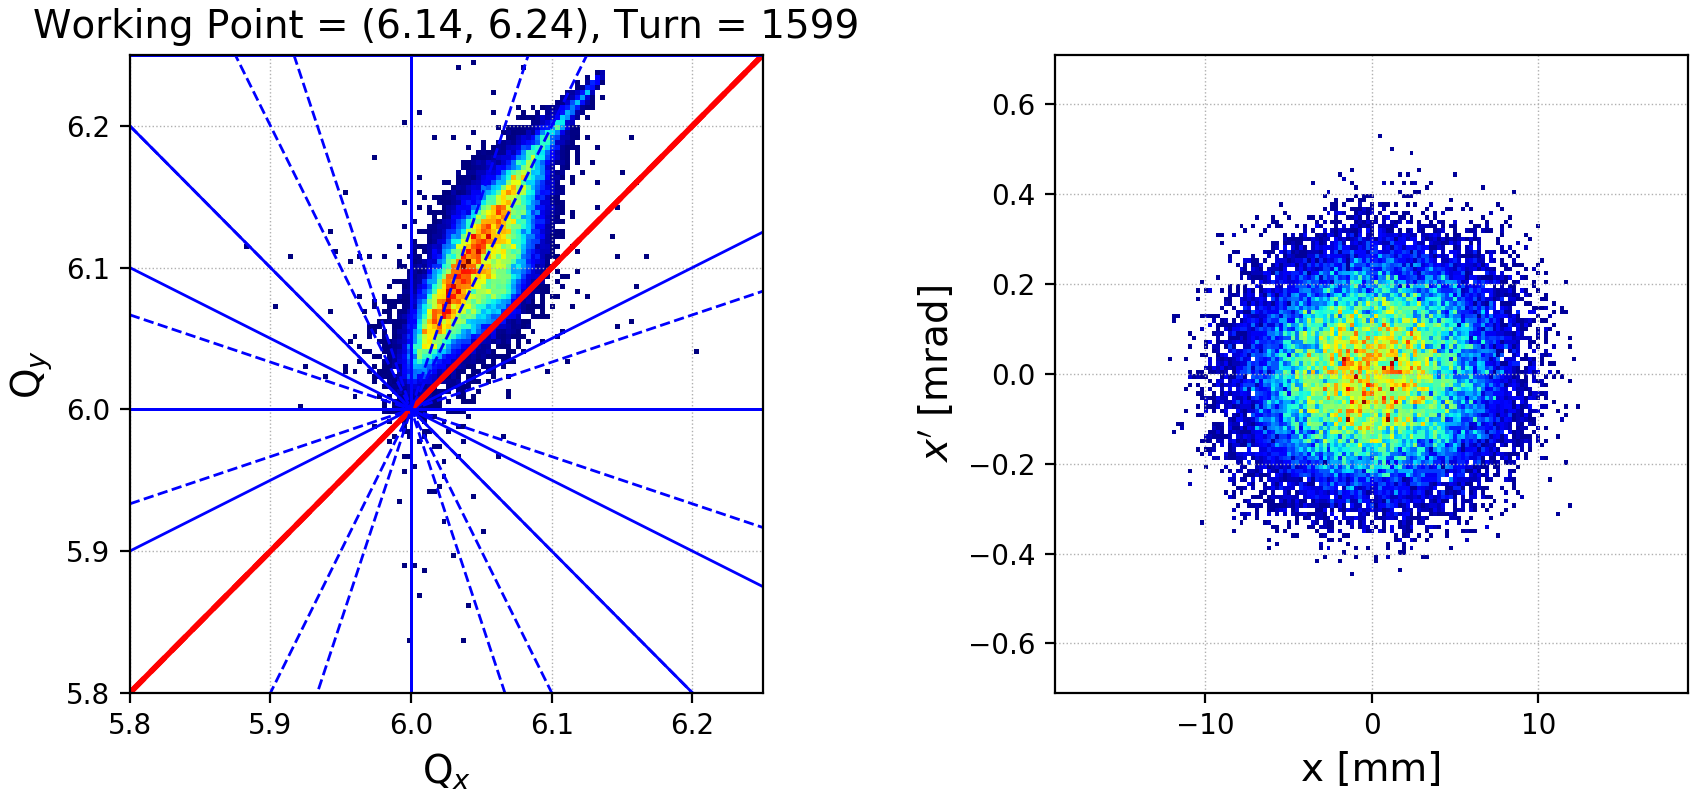 Working Point = (6.14, 6.24), Turn = 1599
6.2
6.1
6.0
5.9
5.8
Qy
5.8 5.9 6.0 6.1 6.2
Qx
0.6
0.4
0.2
0.0
−0.2
−0.4
−0.6
x′ [mrad]
−10 0 10
x [mm]